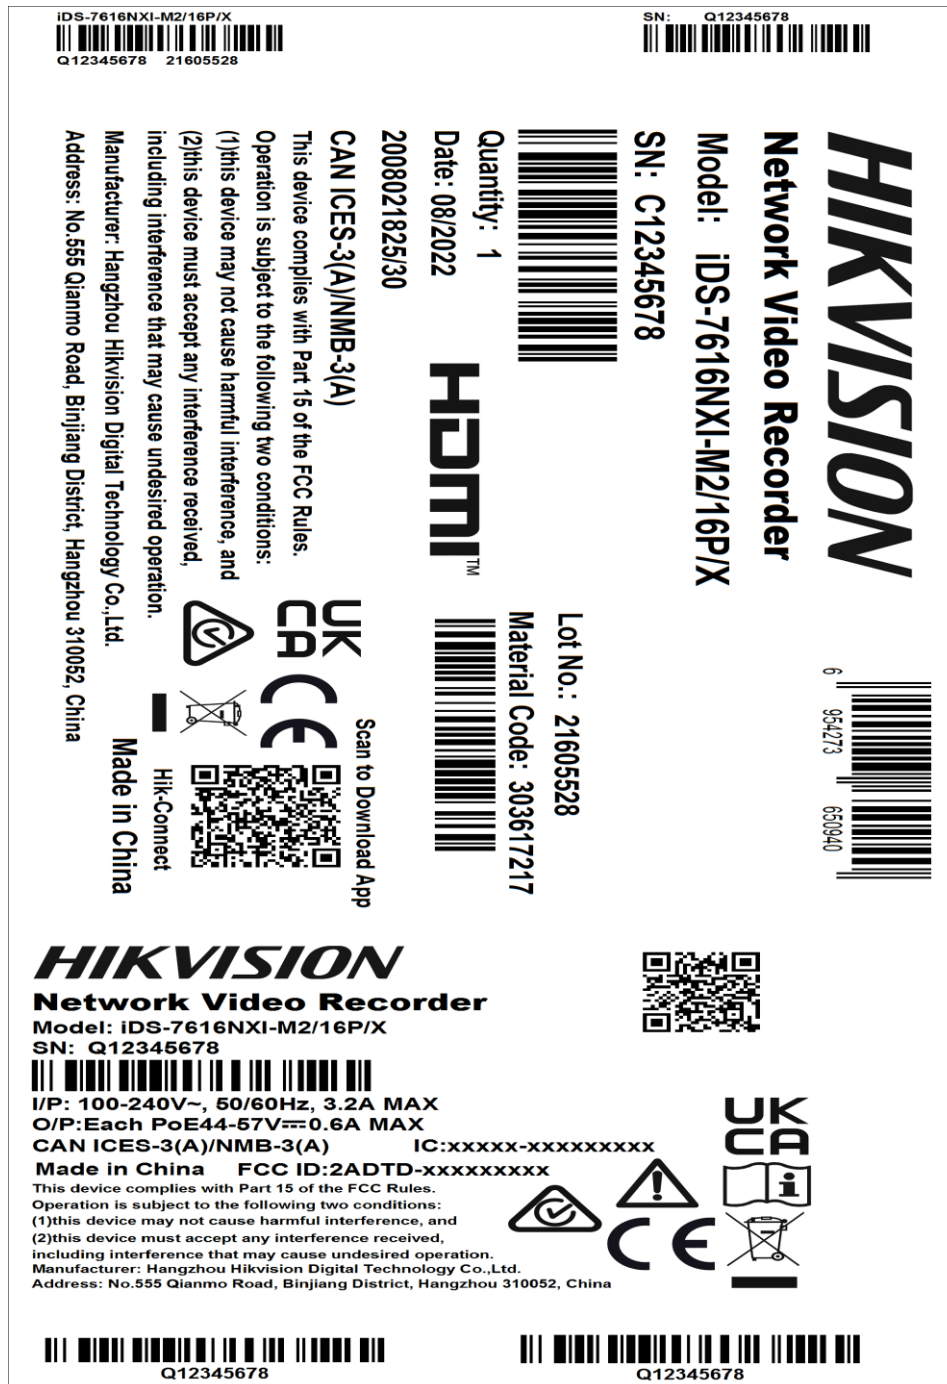 iDS-7616NXI-M2/16P/X
Q12345678 21605528
SN: Q12345678
HIKVISION
Network Video Recorder
Model: iDS-7616NXI-M2/16P/X
SN: C12345678
Quantity: 1
Date: 08/2022
2008021825/30
CAN ICES-3(A)/NMB-3(A)
This device complies with Part 15 of the FCC Rules.
Operation is subject to the following two conditions:
(1)this device may not cause harmful interference, and
(2)this device must accept any interference received,
including interference that may cause undesired operation.
Manufacturer: Hangzhou Hikvision Digital Technology Co.,Ltd.
Address: No.555 Qianmo Road, Binjiang District, Hangzhou 310052, China
HDMI™
UK
CA
CE
Lot No.: 21605528
Material Code: 303617217
Scan to Download App
Hik-Connect
Made in China
6 954273 650940
HIKVISION
Network Video Recorder
Model: iDS-7616NXI-M2/16P/X
SN: Q12345678
I/P: 100-240V~, 50/60Hz, 3.2A MAX
O/P:Each PoE44-57V⎓0.6A MAX
CAN ICES-3(A)/NMB-3(A) IC:xxxxx-xxxxxxxxx
Made in China FCC ID:2ADTD-xxxxxxxxx
This device complies with Part 15 of the FCC Rules.
Operation is subject to the following two conditions:
(1)this device may not cause harmful interference, and
(2)this device must accept any interference received,
including interference that may cause undesired operation.
Manufacturer: Hangzhou Hikvision Digital Technology Co.,Ltd.
Address: No.555 Qianmo Road, Binjiang District, Hangzhou 310052, China
UK
CA
CE
Q12345678
Q12345678